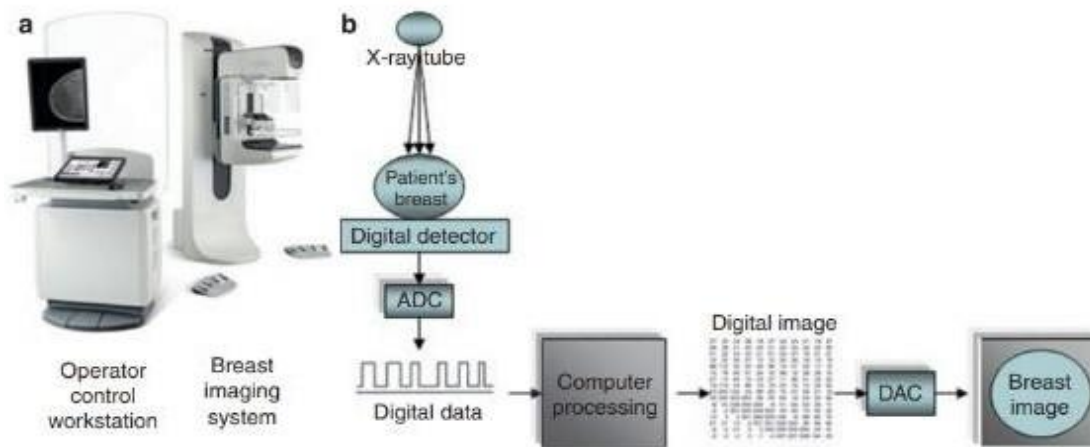 a
Operator
control
workstation
Breast
imaging
system
b
X-ray tube
Patient's
breast
Digital detector
ADC
Digital data
Computer
processing
Digital image
DAC
Breast
image